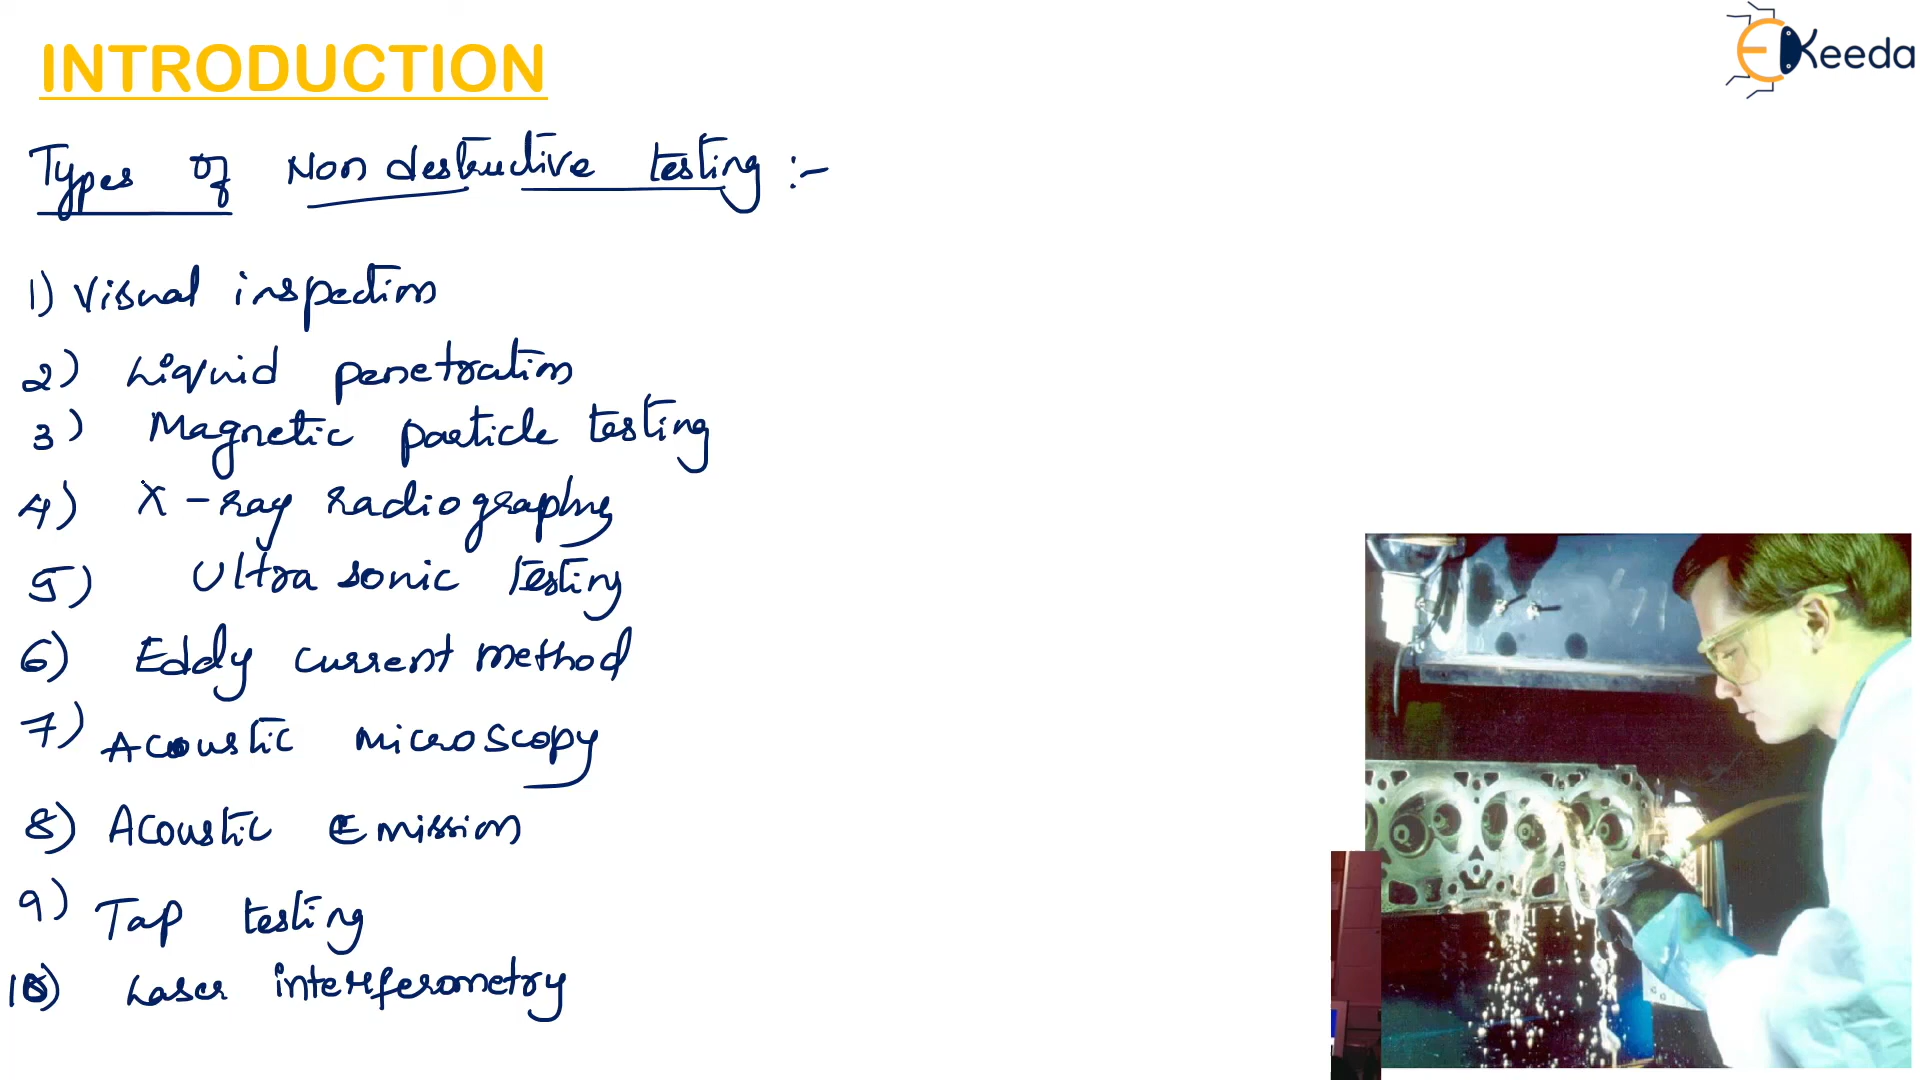 INTRODUCTION
EKeeda
Types of Non destructive testing :-
1) Visual inspection
2) Liquid penetration
3) Magnetic particle testing
4) X-ray radiography
5) Ultra sonic Testing
6) Eddy current method
7) Acoustic microscopy
8) Acoustic Emission
9) Tap testing
10) Laser interferometry